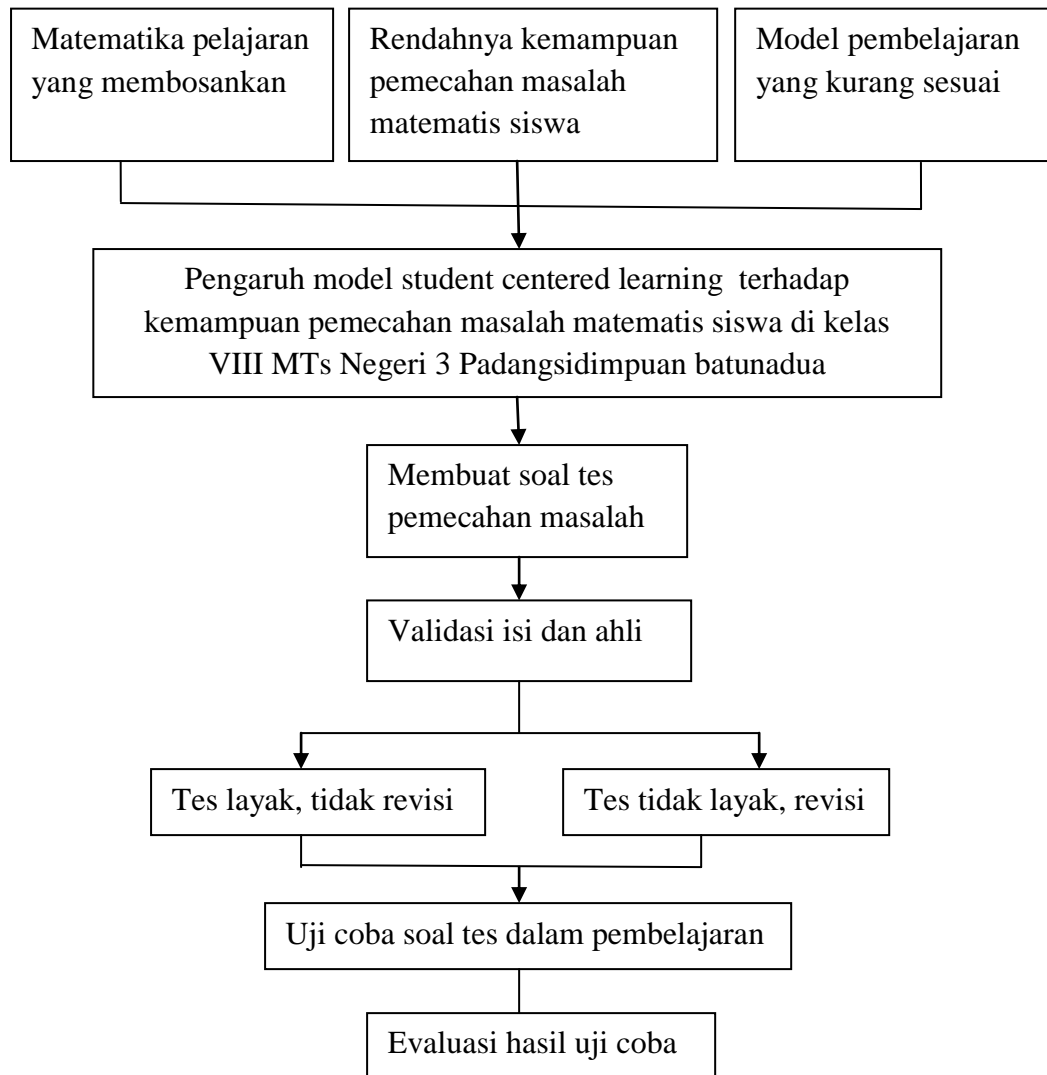 Matematika pelajaran
yang membosankan
Rendahnya kemampuan
pemecahan masalah
matematis siswa
Model pembelajaran
yang kurang sesuai
Pengaruh model student centered learning terhadap
kemampuan pemecahan masalah matematis siswa di kelas
VIII MTs Negeri 3 Padangsidimpuan batunadua
Membuat soal tes
pemecahan masalah
Validasi isi dan ahli
Tes layak, tidak revisi
Tes tidak layak, revisi
Uji coba soal tes dalam pembelajaran
Evaluasi hasil uji coba